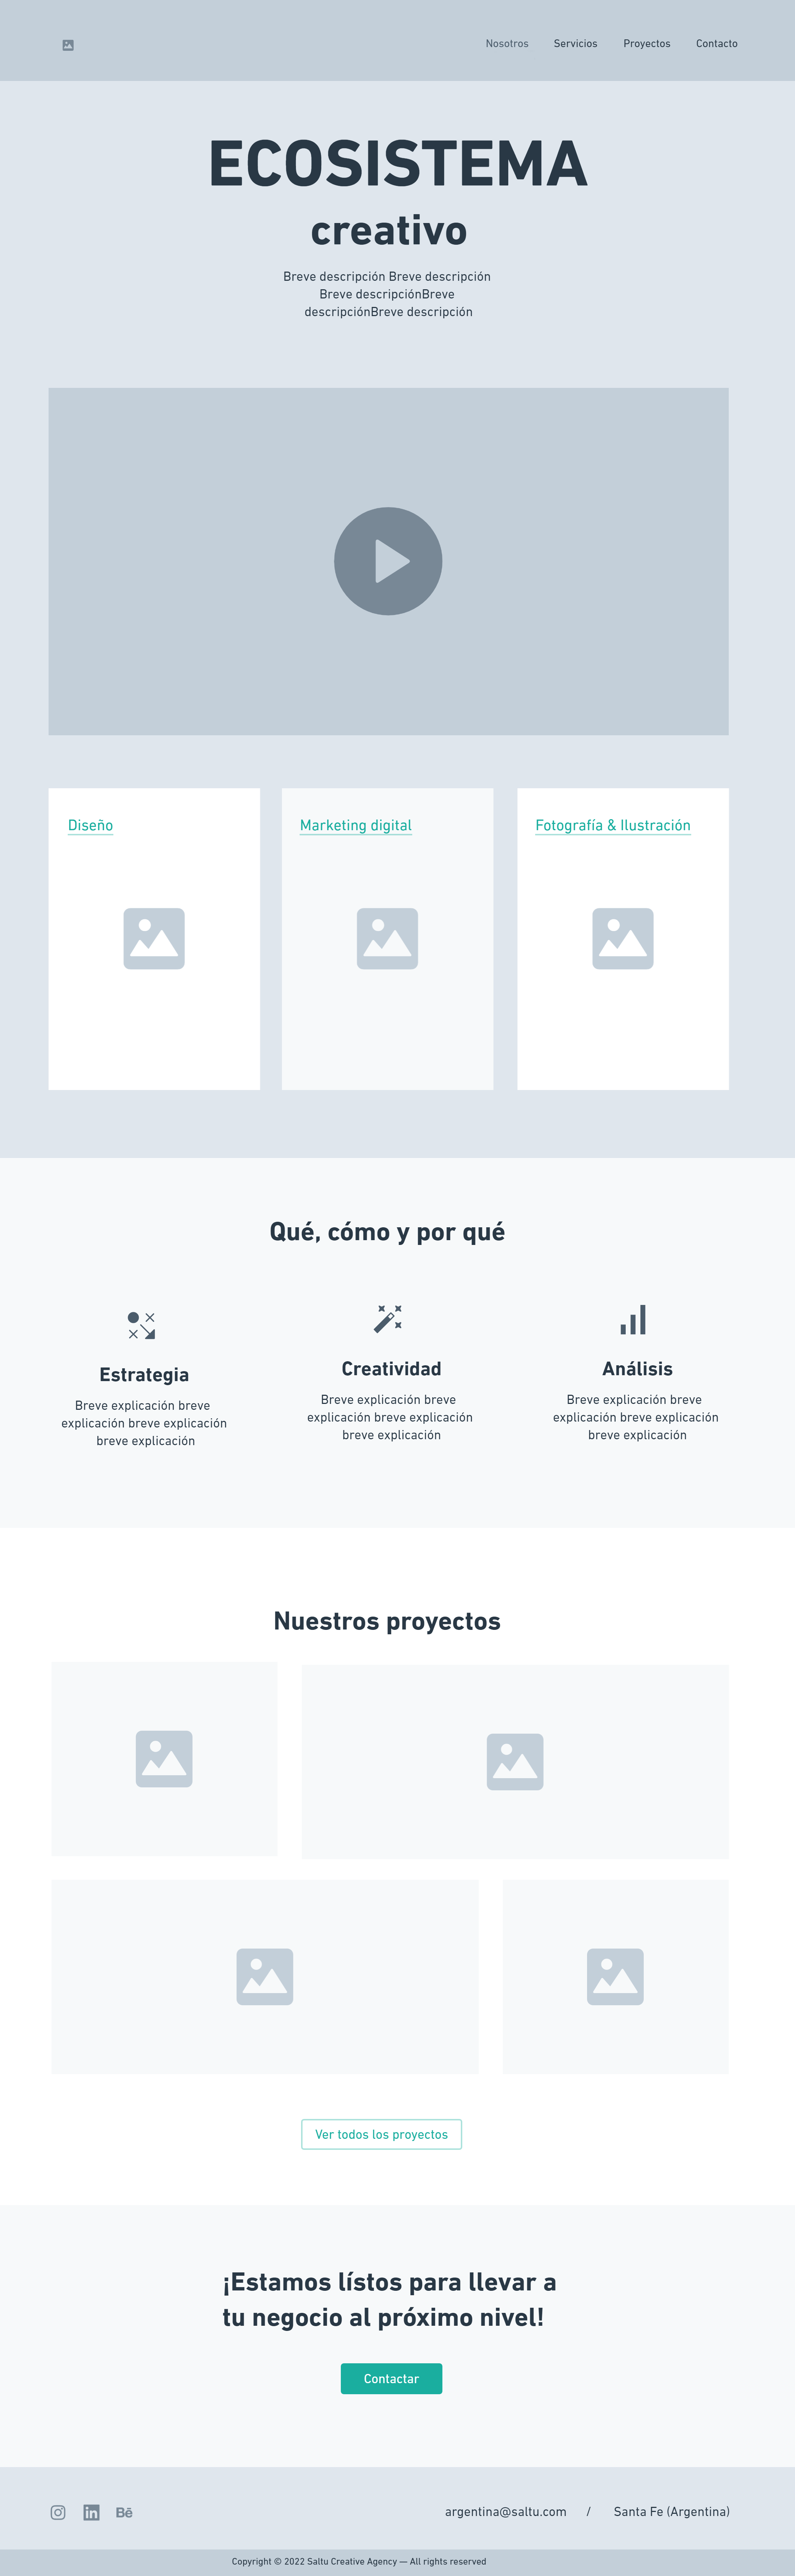 Nosotros Servicios Proyectos Contacto
ECOSISTEMA
creativo
Breve descripción Breve descripción
Breve descripciónBreve
descripciónBreve descripción
Diseño
Marketing digital
Fotografía & Ilustración
Qué, cómo y por qué
Estrategia
Breve explicación breve
explicación breve explicación
breve explicación
Creatividad
Breve explicación breve
explicación breve explicación
breve explicación
Análisis
Breve explicación breve
explicación breve explicación
breve explicación
Nuestros proyectos
Ver todos los proyectos
¡Estamos lístos para llevar a
tu negocio al próximo nivel!
Contactar
argentina@saltu.com / Santa Fe (Argentina)
Copyright © 2022 Saltu Creative Agency — All rights reserved